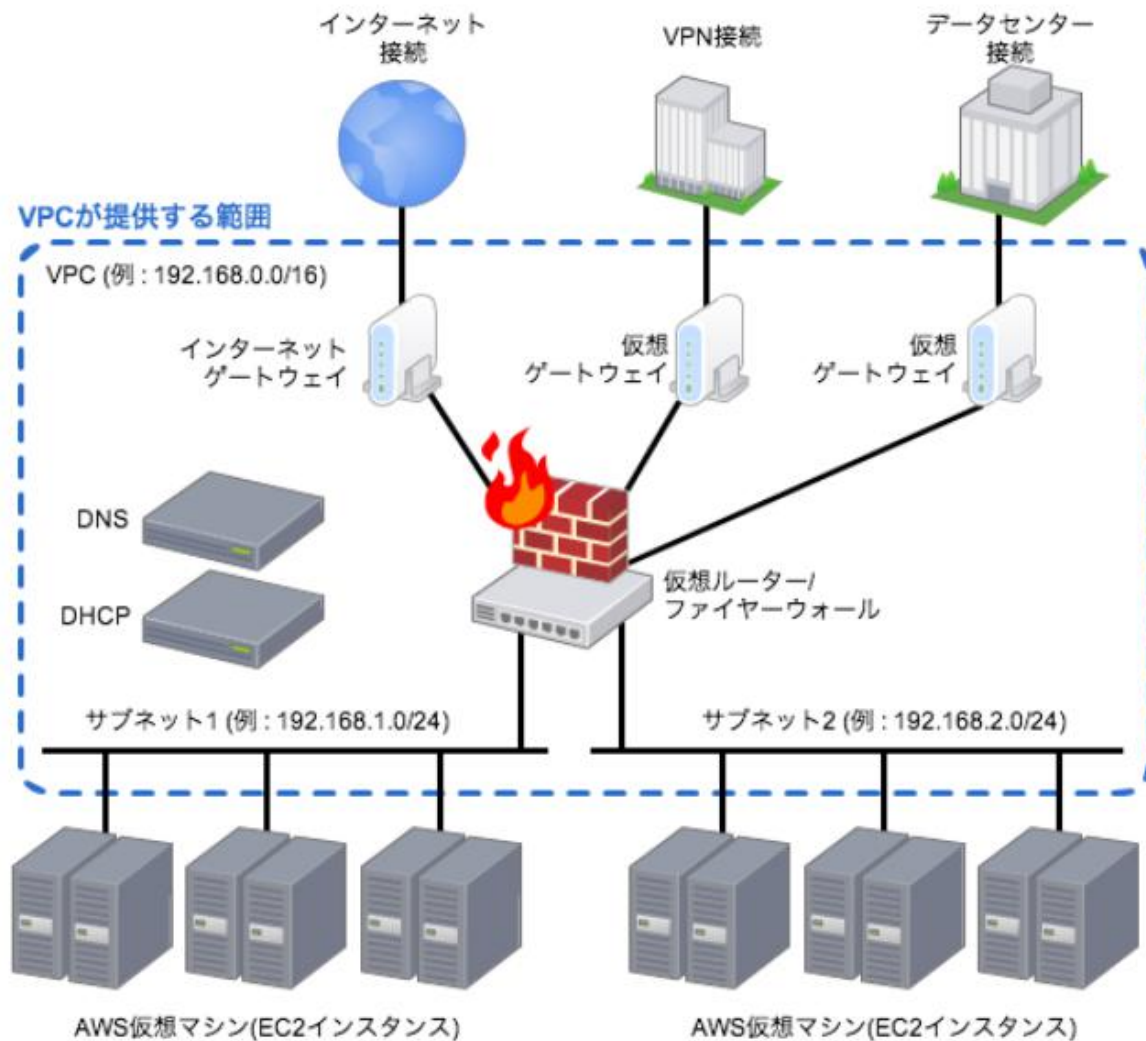 インターネット
接続
VPN接続
データセンター
接続
VPCが提供する範囲
VPC (例 : 192.168.0.0/16)
インターネット
ゲートウェイ
仮想
ゲートウェイ
仮想
ゲートウェイ
DNS
DHCP
仮想ルーター/
ファイヤーウォール
サブネット1 (例 : 192.168.1.0/24)
サブネット2 (例 : 192.168.2.0/24)
AWS仮想マシン(EC2インスタンス)
AWS仮想マシン(EC2インスタンス)